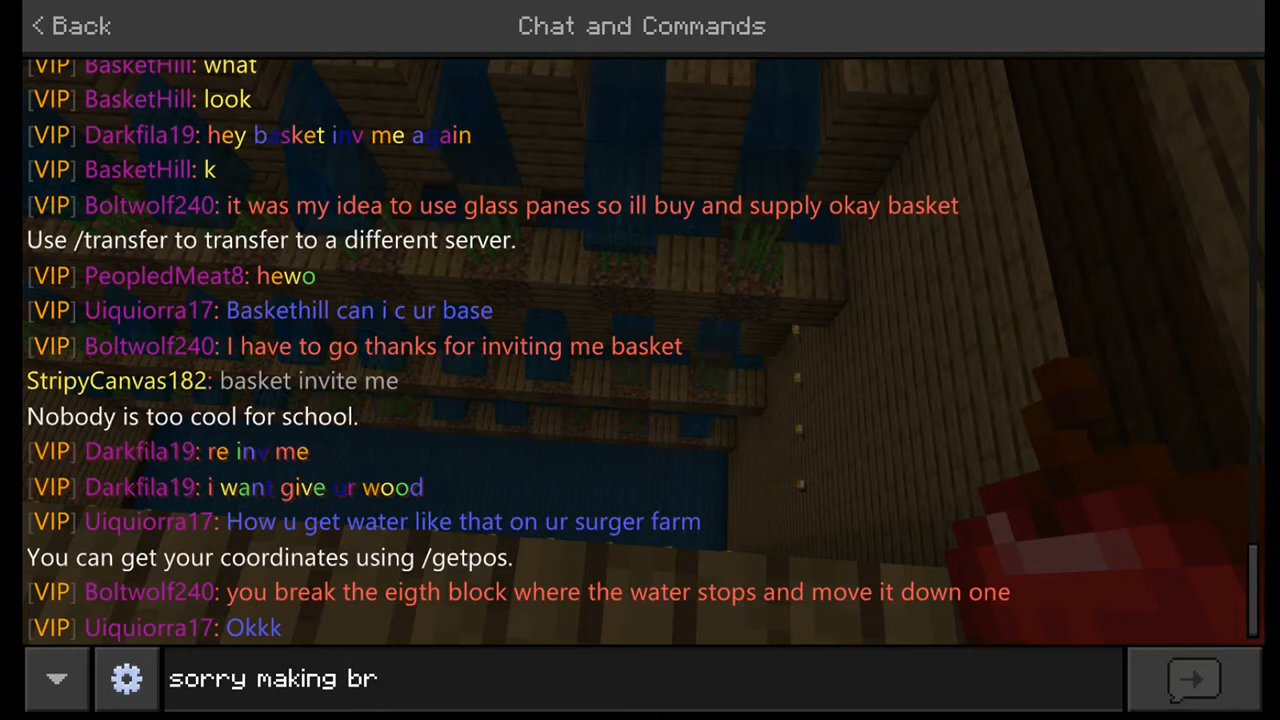 Back
Chat and Commands
[VIP] BasketHill: what
[VIP] BasketHill: look
[VIP] Darkfila19: hey basket inv me again
[VIP] BasketHill: k
[VIP] Boltwolf240: it was my idea to use glass panes so ill buy and supply okay basket
Use /transfer to transfer to a different server.
[VIP] PeopledMeat8: hewo
[VIP] Uiquiorra17: Baskethill can i c ur base
[VIP] Boltwolf240: I have to go thanks for inviting me basket
StripyCanvas182: basket invite me
Nobody is too cool for school.
[VIP] Darkfila19: re inv me
[VIP] Darkfila19: i want give ur wood
[VIP] Uiquiorra17: How u get water like that on ur surger farm
You can get your coordinates using /getpos.
[VIP] Boltwolf240: you break the eigth block where the water stops and move it down one
[VIP] Uiquiorra17: Okkk
sorry making br